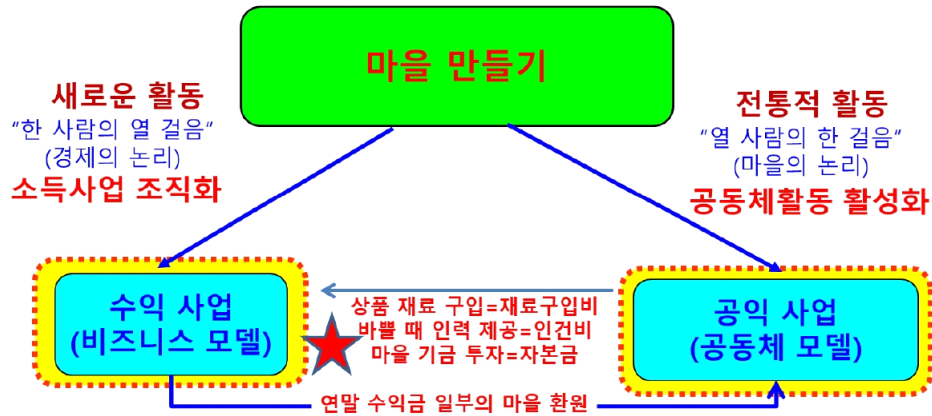 마을 만들기
새로운 활동
“한 사람의 열 걸음“
(경제의 논리)
소득사업 조직화
전통적 활동
“열 사람의 한 걸음“
(마을의 논리)
공동체활동 활성화
수익 사업
(비즈니스 모델)
상품 재료 구입=재료구입비
바쁠 때 인력 제공=인건비
마을 기금 투자=자본금
공익 사업
(공동체 모델)
연말 수익금 일부의 마을 환원